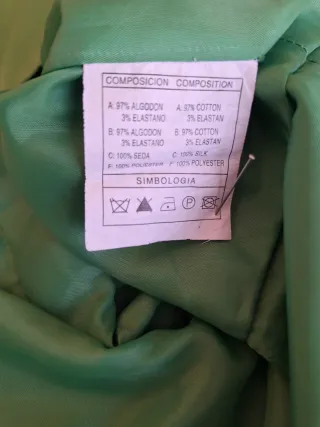 COMPOSICION COMPOSITION
A: 97% ALGODON A: 97% COTTON
3% ELASTANO 3% ELASTAN
B: 97% ALGODON B: 97% COTTON
3% ELASTANO 3% ELASTAN
C: 100% SEDA C: 100% SILK
F: 100% POLIESTER F: 100% POLYESTER
SIMBOLOGIA
P